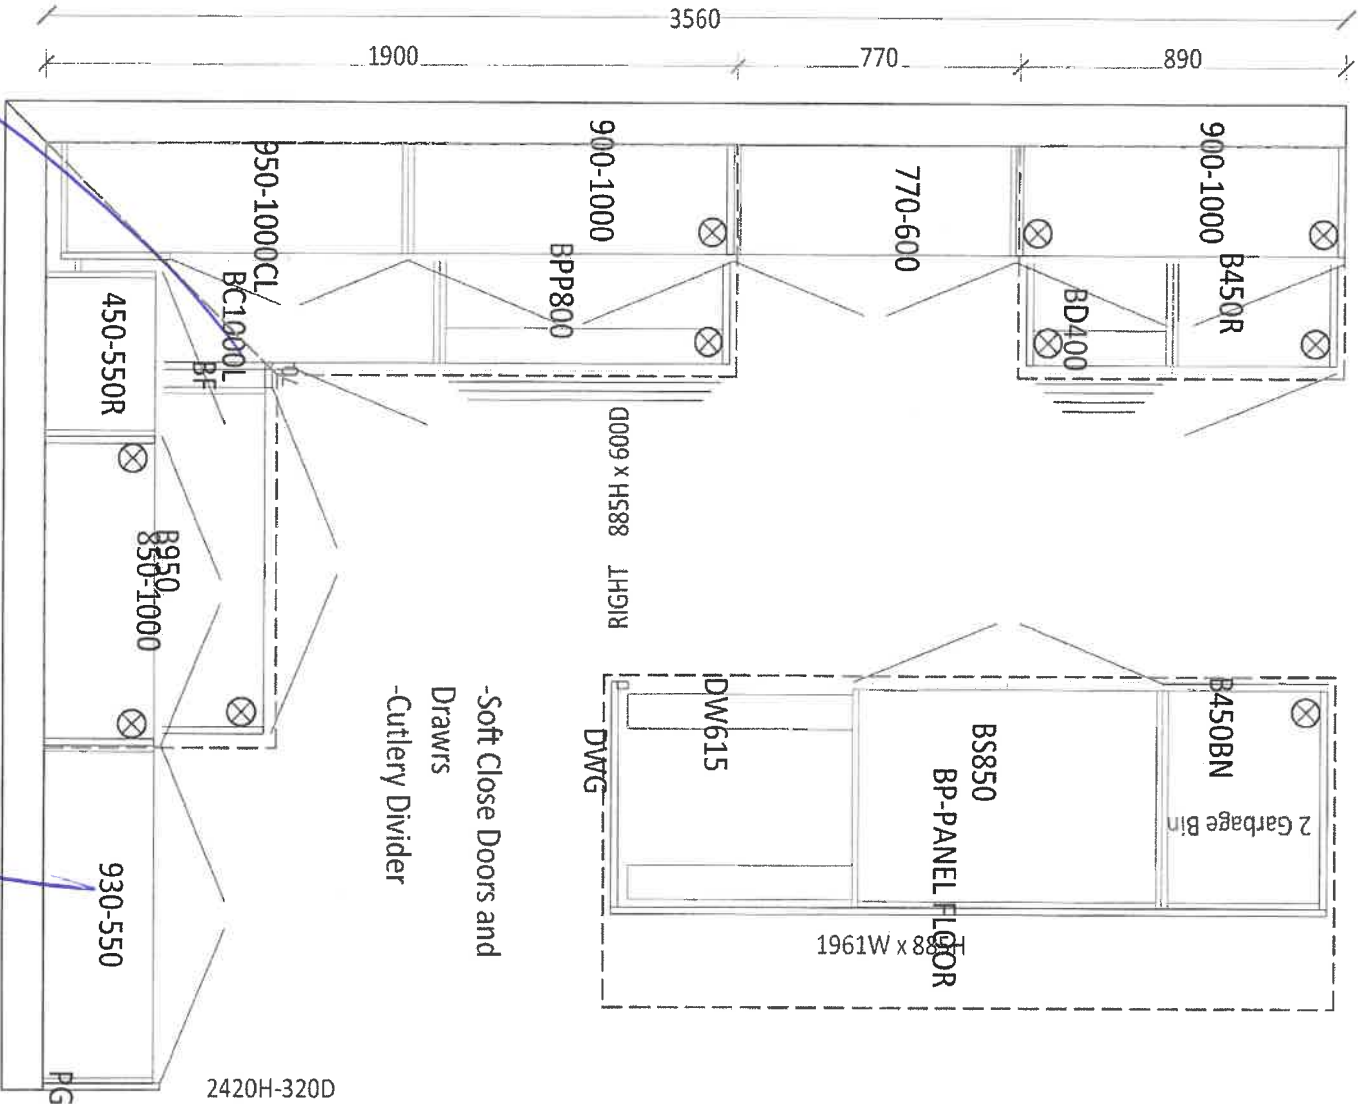 3560
1900
770
890
950-1000CL
900-1000
770-600
900-1000
BC1000L
BPP800
BD400
B450R
450-550R
BF
885H x 600D
RIGHT
B950
850-1000
-Soft Close Doors and
Drawrs
-Cutlery Divider
DWG
DW615
BS850
BP-PANEL FLOOR
B450BN
2 Garbage Bin
1961W x 885H
930-550
PG
2420H-320D